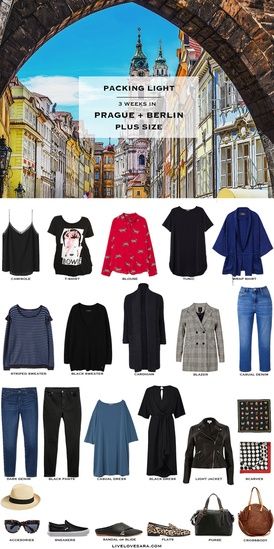 PACKING LIGHT
3 WEEKS IN
PRAGUE + BERLIN
PLUS SIZE
CAMISOLE
T-SHIRT
BLOUSE
TUNIC
WRAP SHIRT
STRIPED SWEATER
BLACK SWEATER
CARDIGAN
BLAZER
CASUAL DENIM
DARK DENIM
BLACK PANTS
CASUAL DRESS
BLACK DRESS
LIGHT JACKET
SCARVES
ACCESSORIES
SNEAKERS
SANDAL OR SLIDE
FLATS
PURSE
CROSSBODY
LIVELOVESARA.COM